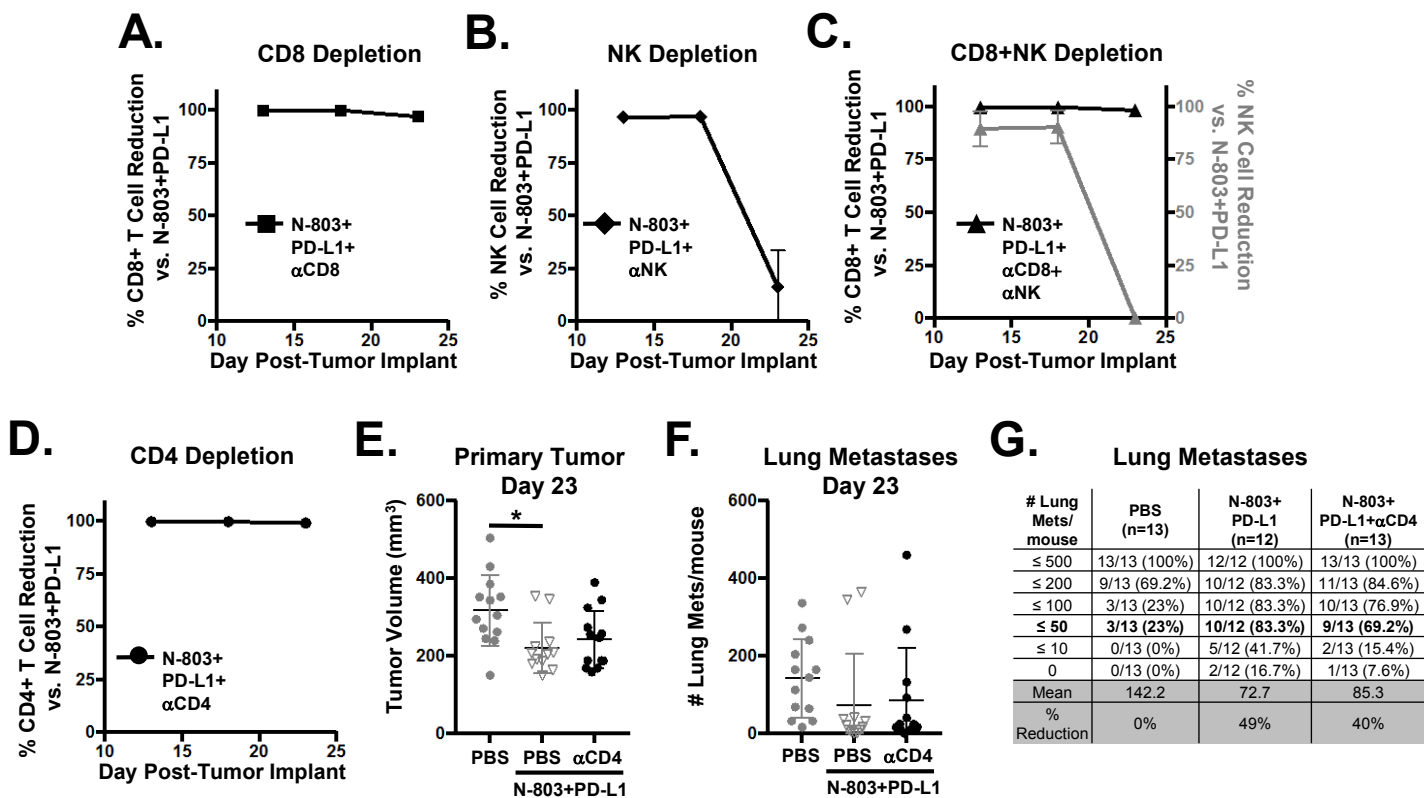 A.
CD8 Depletion
% CD8+ T Cell Reduction
vs. N-803+PD-L1
100
75
50
25
0
N-803+
PD-L1+
αCD8
10 15 20 25
Day Post-Tumor Implant
B.
NK Depletion
% NK Cell Reduction
vs. N-803+PD-L1
100
75
50
25
0
N-803+
PD-L1+
αNK
10 15 20 25
Day Post-Tumor Implant
C.
CD8+NK Depletion
% CD8+ T Cell Reduction
vs. N-803+PD-L1
100
75
50
25
0
N-803+
PD-L1+
αCD8+
αNK
100
75
50
25
0
% NK Cell Reduction
vs. N-803+PD-L1
10 15 20 25
Day Post-Tumor Implant
D.
CD4 Depletion
% CD4+ T Cell Reduction
vs. N-803+PD-L1
100
75
50
25
0
N-803+
PD-L1+
αCD4
10 15 20 25
Day Post-Tumor Implant
E.
Primary Tumor
Day 23
Tumor Volume (mm³)
600
400
200
0
*
PBS PBS αCD4
N-803+PD-L1
F.
Lung Metastases
Day 23
# Lung Mets/mouse
600
400
200
0
PBS PBS αCD4
N-803+PD-L1
G.
Lung Metastases
# Lung Mets/ mouse PBS (n=13) N-803+ PD-L1 (n=12) N-803+ PD-L1+αCD4 (n=13)
≤ 500 13/13 (100%) 12/12 (100%) 13/13 (100%)
≤ 200 9/13 (69.2%) 10/12 (83.3%) 11/13 (84.6%)
≤ 100 3/13 (23%) 10/12 (83.3%) 10/13 (76.9%)
≤ 50 3/13 (23%) 10/12 (83.3%) 9/13 (69.2%)
≤ 10 0/13 (0%) 5/12 (41.7%) 2/13 (15.4%)
0 0/13 (0%) 2/12 (16.7%) 1/13 (7.6%)
Mean 142.2 72.7 85.3
% Reduction 0% 49% 40%